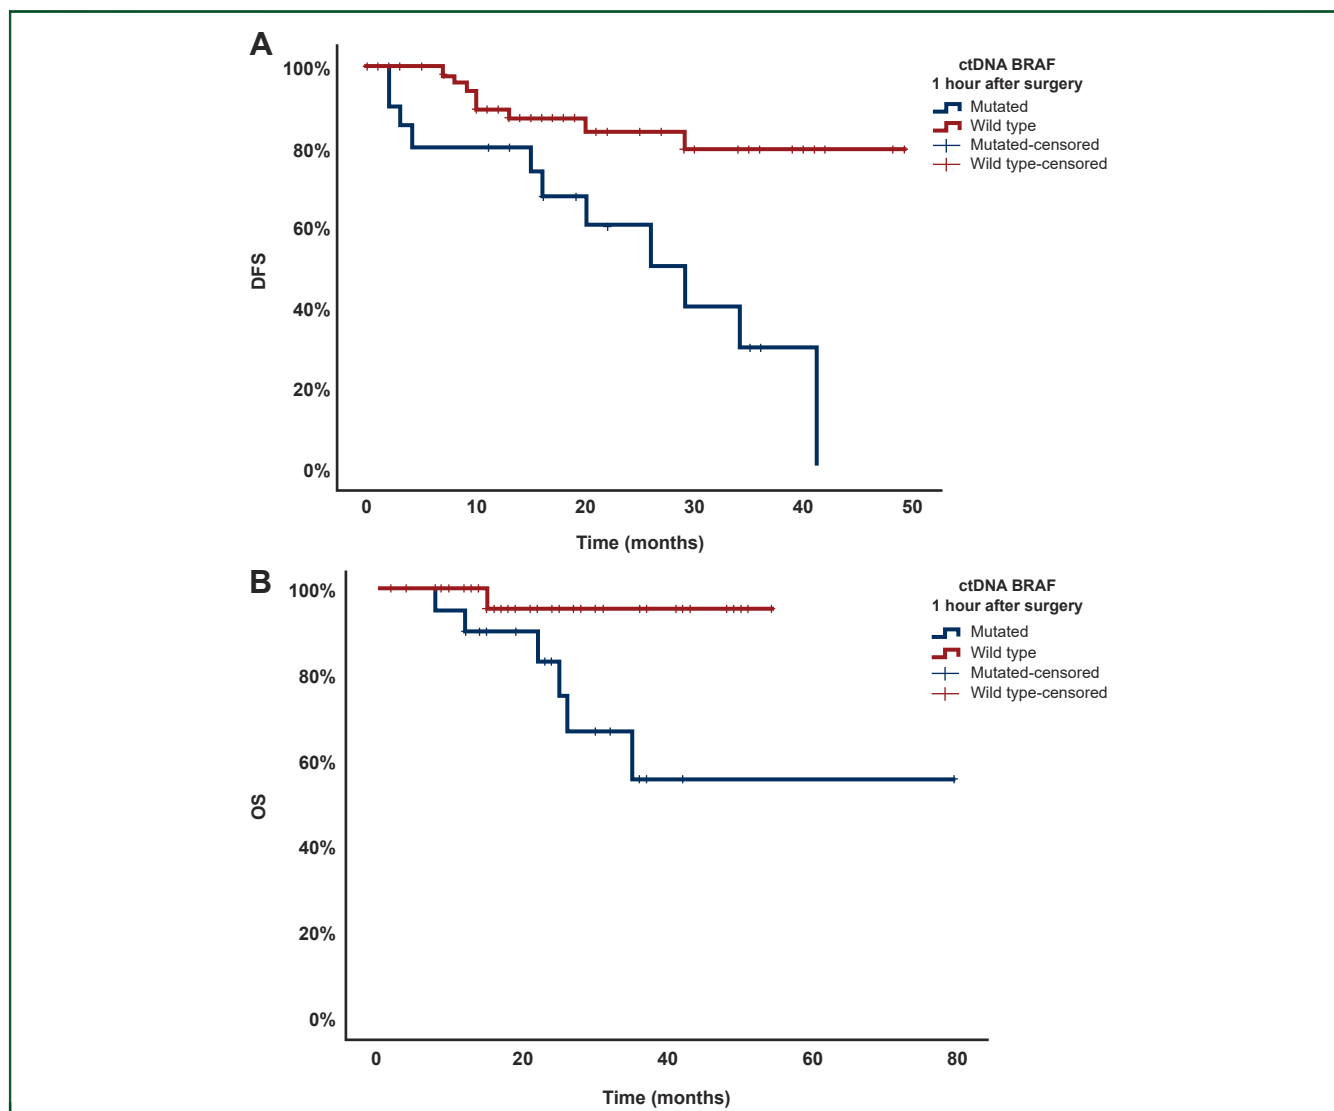 A
100%
80%
60%
40%
20%
0%
DFS
0 10 20 30 40 50
Time (months)
ctDNA BRAF
1 hour after surgery
Mutated
Wild type
Mutated-censored
Wild type-censored
B
100%
80%
60%
40%
20%
0%
OS
0 20 40 60 80
Time (months)
ctDNA BRAF
1 hour after surgery
Mutated
Wild type
Mutated-censored
Wild type-censored